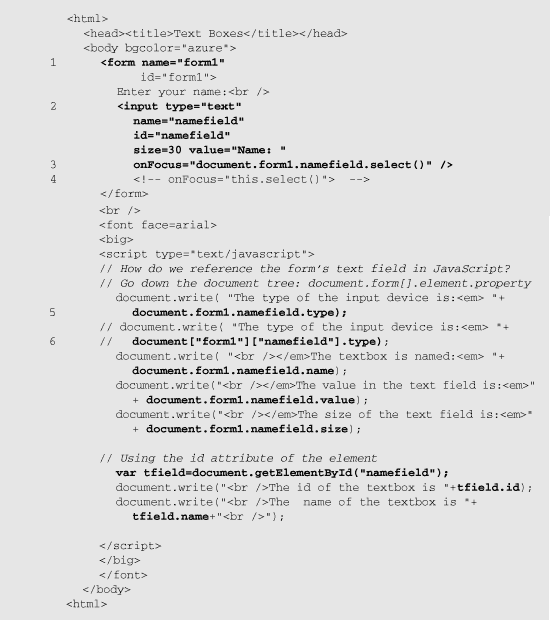 <html>
<head><title>Text Boxes</title></head>
<body bgcolor="azure">
1 <form name="form1"
id="form1">
Enter your name:<br />
2 <input type="text"
name="namefield"
id="namefield"
size=30 value="Name: "
3 onFocus="document.form1.namefield.select()" />
4 <!-- onFocus="this.select()"> -->
</form>
<br />
<font face=arial>
<big>
<script type="text/javascript">
// How do we reference the form's text field in JavaScript?
// Go down the document tree: document.form[].element.property
document.write( "The type of the input device is:<em> "+
5 document.form1.namefield.type);
// document.write( "The type of the input device is:<em> "+
6 // document["form1"]["namefield"].type);
document.write( "<br /></em>The textbox is named:<em> "+
document.form1.namefield.name);
document.write("<br /></em>The value in the text field is:<em>"
+ document.form1.namefield.value);
document.write("<br /></em>The size of the text field is:<em>"
+ document.form1.namefield.size);
// Using the id attribute of the element
var tfield=document.getElementById("namefield");
document.write("<br />The id of the textbox is "+tfield.id);
document.write("<br />The  name of the textbox is "+
tfield.name+"<br />");
</script>
</big>
</font>
</body>
<html>